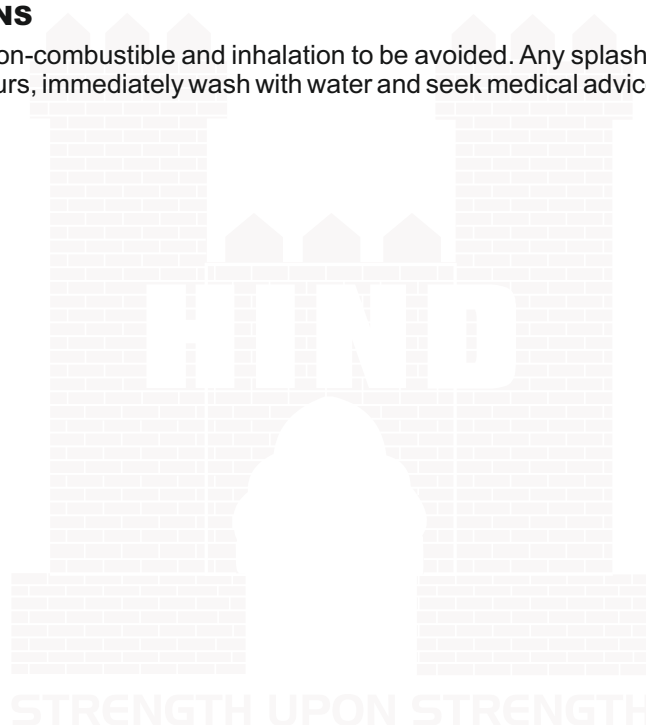 NS
on-combustible and inhalation to be avoided. Any splash
urs, immediately wash with water and seek medical advic
HIND
STRENGTH UPON STRENGTH